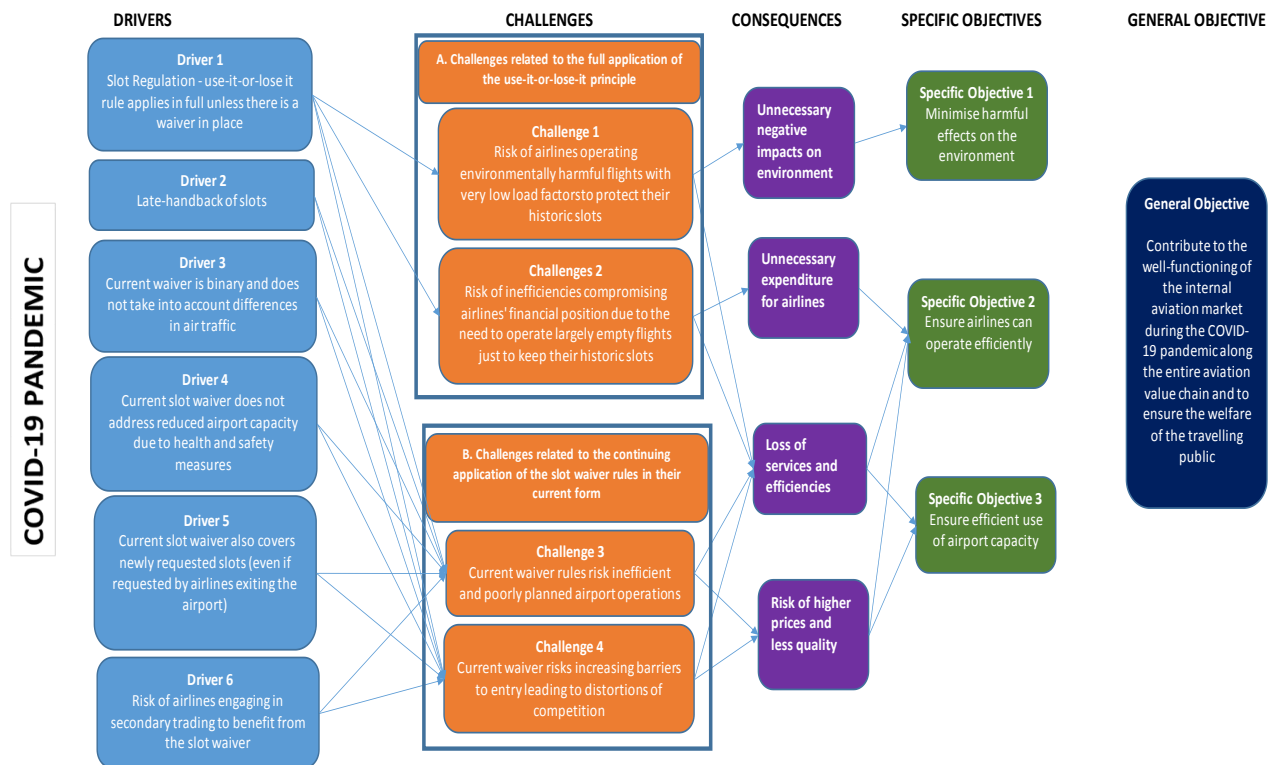 DRIVERS
CHALLENGES
CONSEQUENCES
SPECIFIC OBJECTIVES
GENERAL OBJECTIVE
COVID-19 PANDEMIC
Driver 1
Slot Regulation - use-it-or-lose it
rule applies in full unless there is a
waiver in place
Driver 2
Late-handback of slots
Driver 3
Current waiver is binary and does
not take into account differences
in air traffic
Driver 4
Current slot waiver does not
address reduced airport capacity
due to health and safety
measures
Driver 5
Current slot waiver also covers
newly requested slots (even if
requested by airlines exiting the
airport)
Driver 6
Risk of airlines engaging in
secondary trading to benefit from
the slot waiver
A. Challenges related to the full application of
the use-it-or-lose-it principle
Challenge 1
Risk of airlines operating
environmentally harmful flights with
very low load factorsto protect their
historic slots
Challenges 2
Risk of inefficiencies compromising
airlines' financial position due to the
need to operate largely empty flights
just to keep their historic slots
B. Challenges related to the continuing
application of the slot waiver rules in their
current form
Challenge 3
Current waiver rules risk inefficient
and poorly planned airport operations
Challenge 4
Current waiver risks increasing barriers
to entry leading to distortions of
competition
Unnecessary
negative
impacts on
environment
Unnecessary
expenditure
for airlines
Loss of
services and
efficiencies
Risk of higher
prices and
less quality
Specific Objective 1
Minimise harmful
effects on the
environment
Specific Objective 2
Ensure airlines can
operate efficiently
Specific Objective 3
Ensure efficient use
of airport capacity
General Objective
Contribute to the
well-functioning of
the internal
aviation market
during the COVID-
19 pandemic along
the entire aviation
value chain and to
ensure the welfare
of the travelling
public